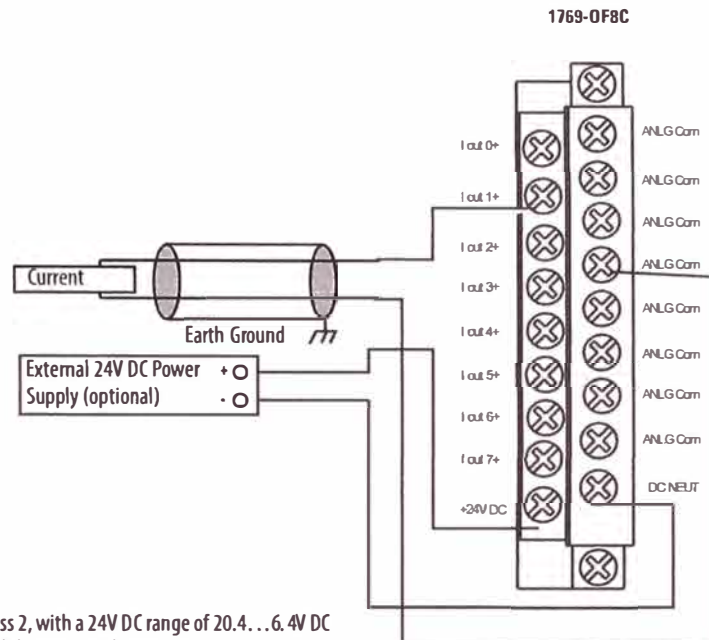 1769-OF8C
I out 0+
I out 1+
I out 2+
I out 3+
I out 4+
I out 5+
I out 6+
I out 7+
+24V DC
ANLG Com
ANLG Com
ANLG Com
ANLG Com
ANLG Com
ANLG Com
ANLG Com
ANLG Com
DC NEUT
Current
Earth Ground
External 24V DC Power +
Supply (optional) -
ss 2, with a 24V DC range of 20.4...6.4V DC